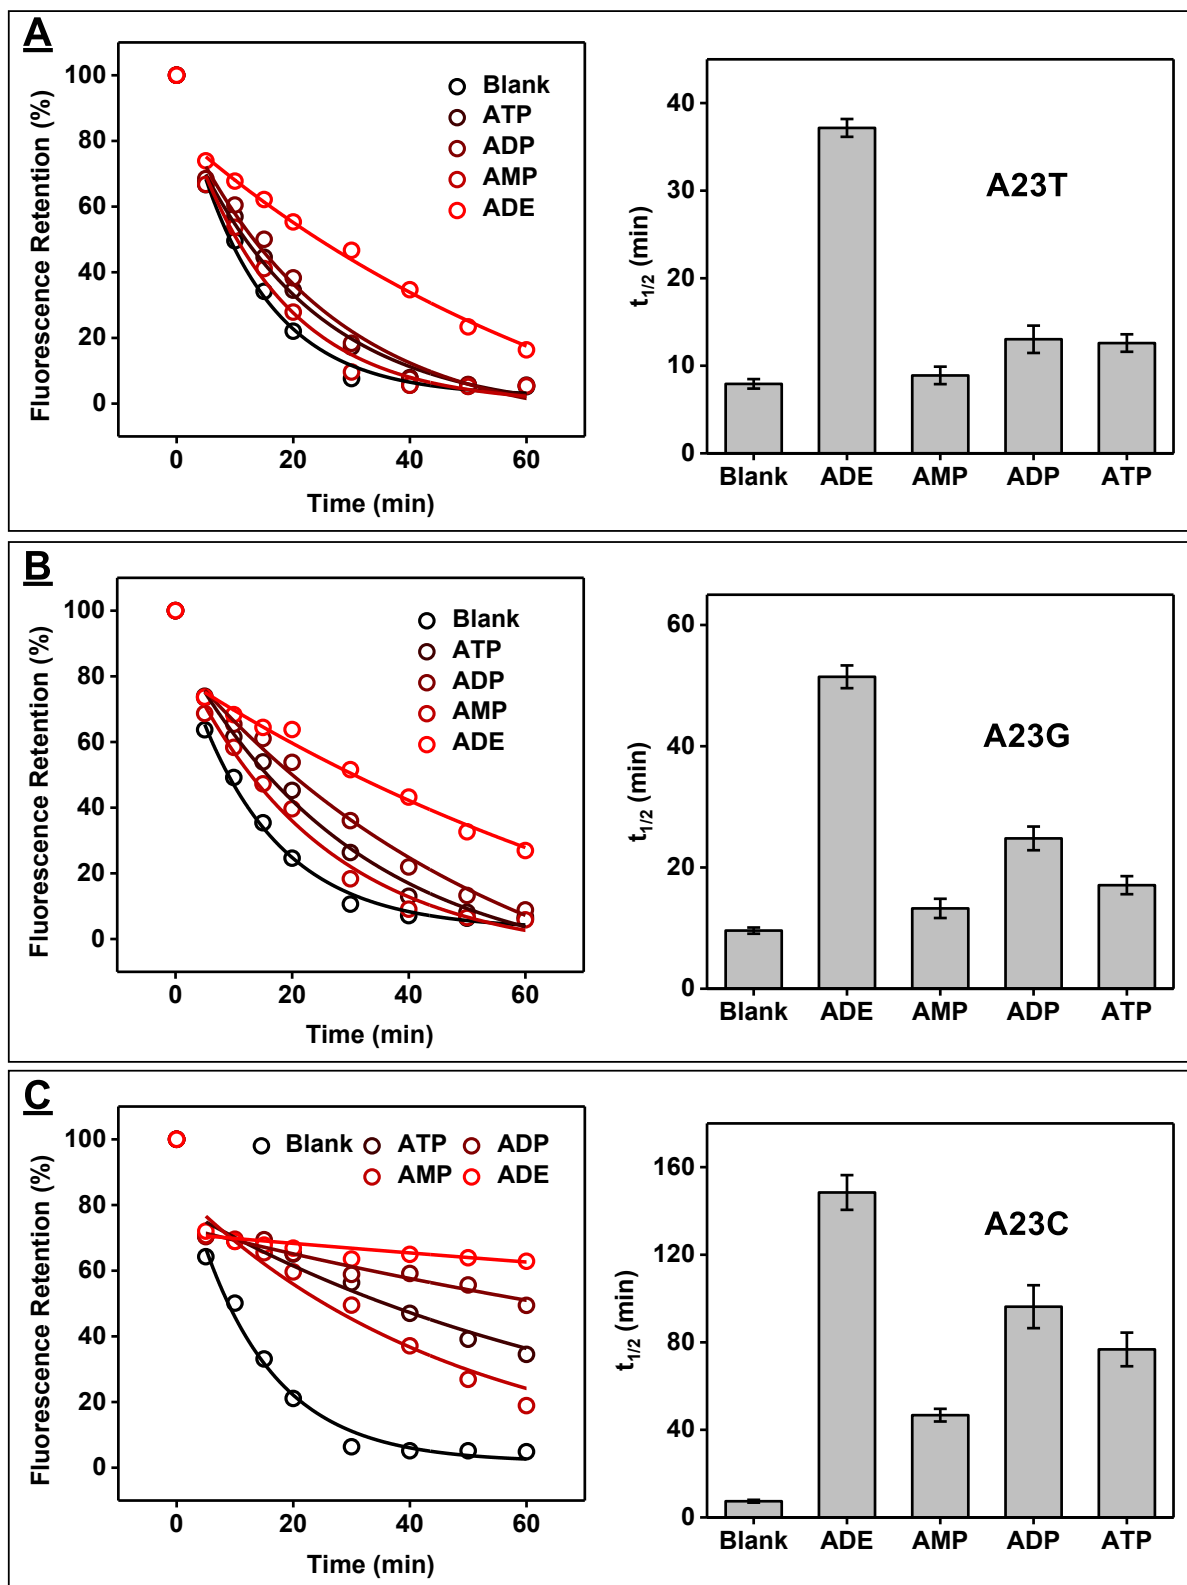 A
Fluorescence Retention (%)
100
80
60
40
20
0
0 20 40 60
Time (min)
Blank
ATP
ADP
AMP
ADE
t1/2 (min)
40
30
20
10
0
Blank ADE AMP ADP ATP
A23T
B
Fluorescence Retention (%)
100
80
60
40
20
0
0 20 40 60
Time (min)
Blank
ATP
ADP
AMP
ADE
t1/2 (min)
60
40
20
0
Blank ADE AMP ADP ATP
A23G
C
Fluorescence Retention (%)
100
80
60
40
20
0
0 20 40 60
Time (min)
Blank ATP ADP
AMP ADE
t1/2 (min)
160
120
80
40
0
Blank ADE AMP ADP ATP
A23C